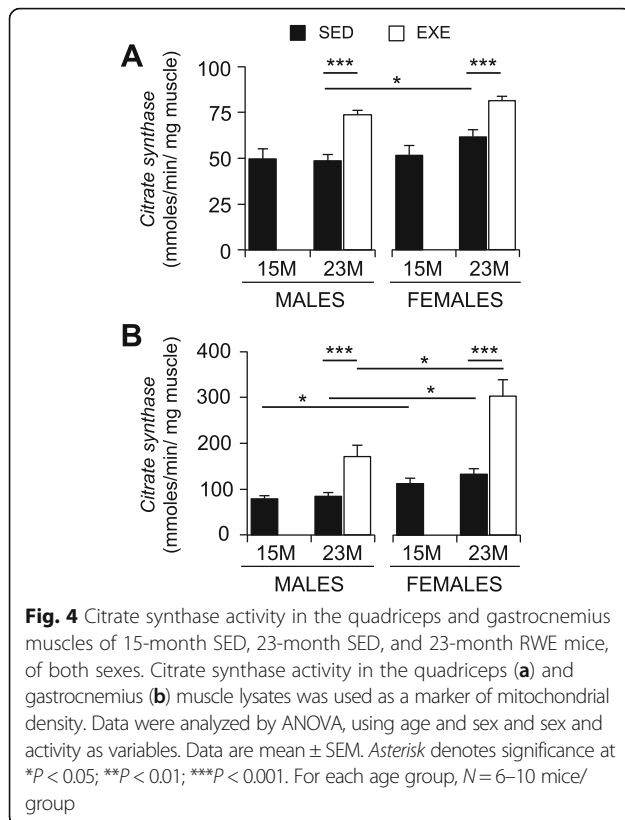 SED EXE
A
*** * ***
Citrate synthase
(mmoles/min/ mg muscle)
100
75
50
25
0
15M 23M 15M 23M
MALES FEMALES
B
*** * ***
* *
Citrate synthase
(mmoles/min/ mg muscle)
400
300
200
100
0
15M 23M 15M 23M
MALES FEMALES
Fig. 4 Citrate synthase activity in the quadriceps and gastrocnemius
muscles of 15-month SED, 23-month SED, and 23-month RWE mice,
of both sexes. Citrate synthase activity in the quadriceps (a) and
gastrocnemius (b) muscle lysates was used as a marker of mitochondrial
density. Data were analyzed by ANOVA, using age and sex and sex and
activity as variables. Data are mean ± SEM. Asterisk denotes significance at
*P < 0.05; **P < 0.01; ***P < 0.001. For each age group, N = 6–10 mice/
group